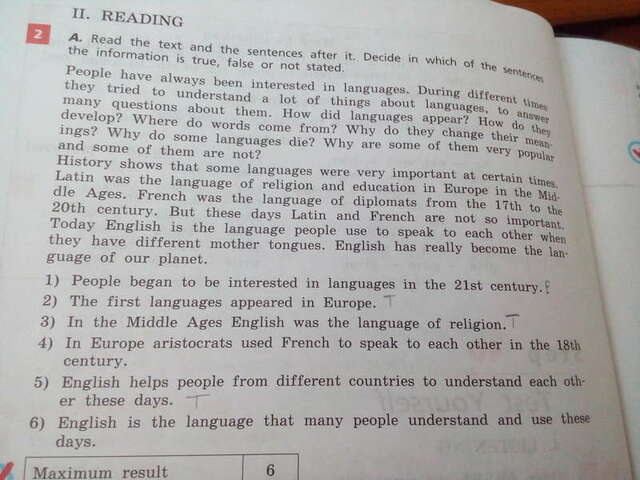 II. READING
2
A. Read the text and the sentences after it. Decide in which of the sentences
the information is true, false or not stated.
People have always been interested in languages. During different times
they tried to understand a lot of things about languages, to answer
many questions about them. How did languages appear? How do they
develop? Where do words come from? Why do they change their mean-
ings? Why do some languages die? Why are some of them very popular
and some of them are not?
History shows that some languages were very important at certain times.
Latin was the language of religion and education in Europe in the Mid-
dle Ages. French was the language of diplomats from the 17th to the
20th century. But these days Latin and French are not so important.
Today English is the language people use to speak to each other when
they have different mother tongues. English has really become the lan-
guage of our planet.
1) People began to be interested in languages in the 21st century. F
2) The first languages appeared in Europe. T
3) In the Middle Ages English was the language of religion. T
4) In Europe aristocrats used French to speak to each other in the 18th
century.
5) English helps people from different countries to understand each oth-
er these days. T
6) English is the language that many people understand and use these
days.
Maximum result 6